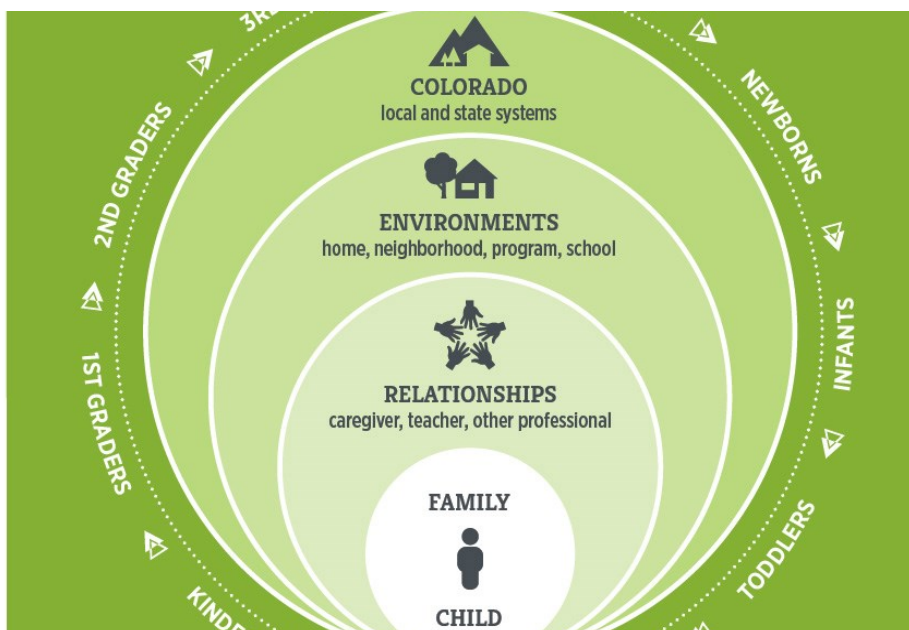 COLORADO
local and state systems
ENVIRONMENTS
home, neighborhood, program, school
RELATIONSHIPS
caregiver, teacher, other professional
FAMILY
CHILD
NEWBORNS
INFANTS
TODDLERS
1ST GRADERS
2ND GRADERS